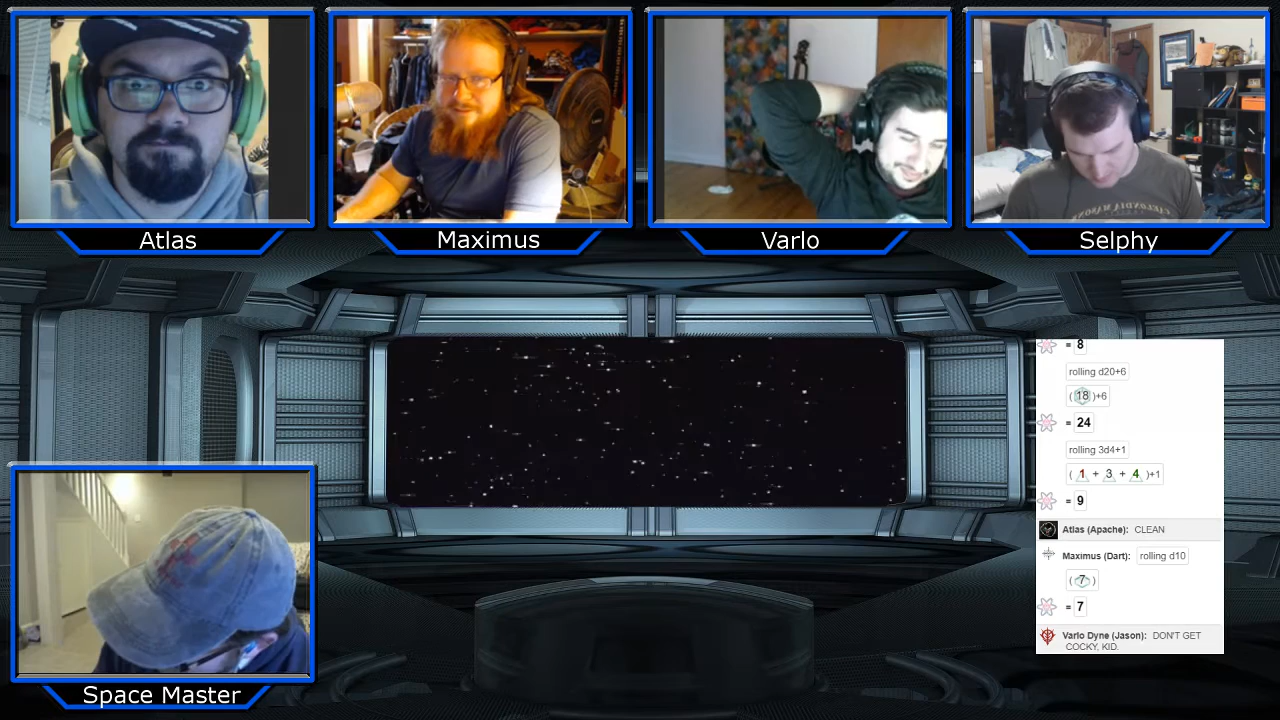 Atlas
Maximus
Varlo
Selphy
= 8
rolling d20+6
(18)+6
= 24
rolling 3d4+1
(1 + 3 + 4)+1
= 9
Atlas (Apache): CLEAN
Maximus (Dart): rolling d10
(7)
= 7
Varlo Dyne (Jason): DON'T GET
COCKY, KID.
Space Master